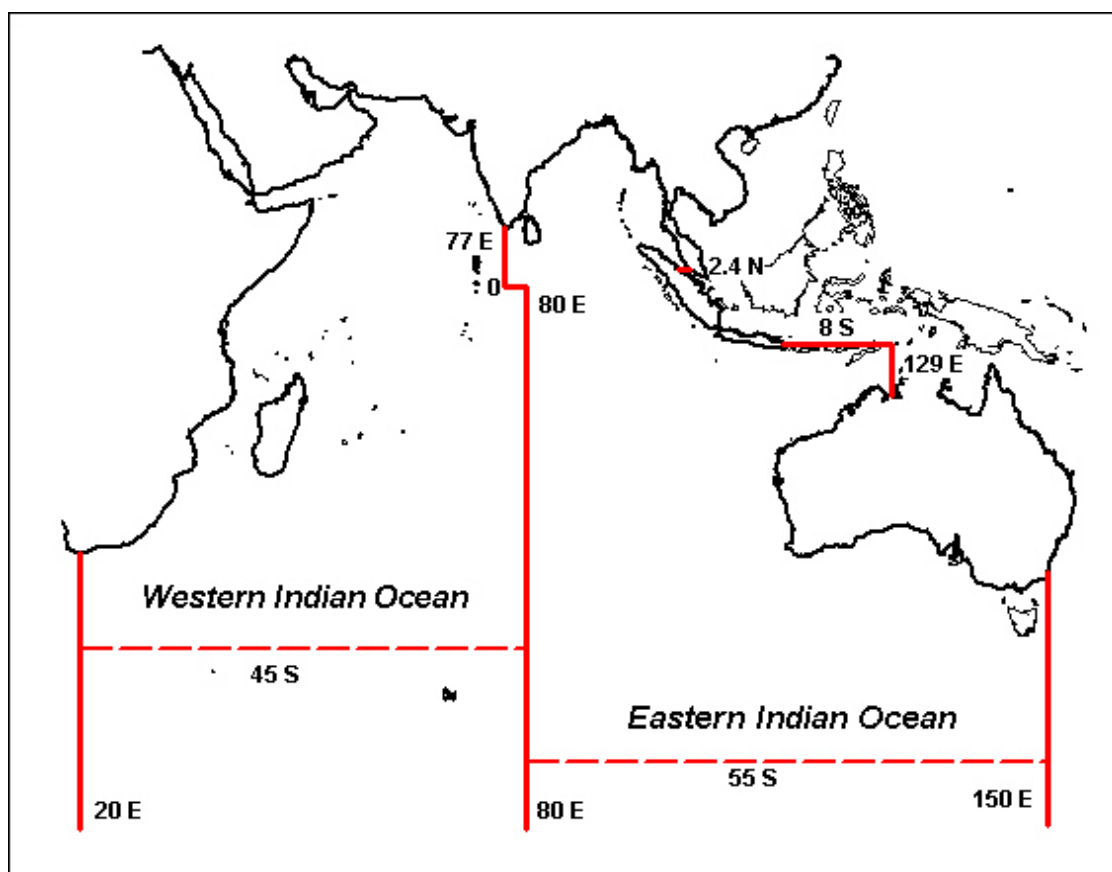 77 E
2.4 N
0
80 E
8 S
129 E
Western Indian Ocean
45 S
Eastern Indian Ocean
55 S
20 E
80 E
150 E